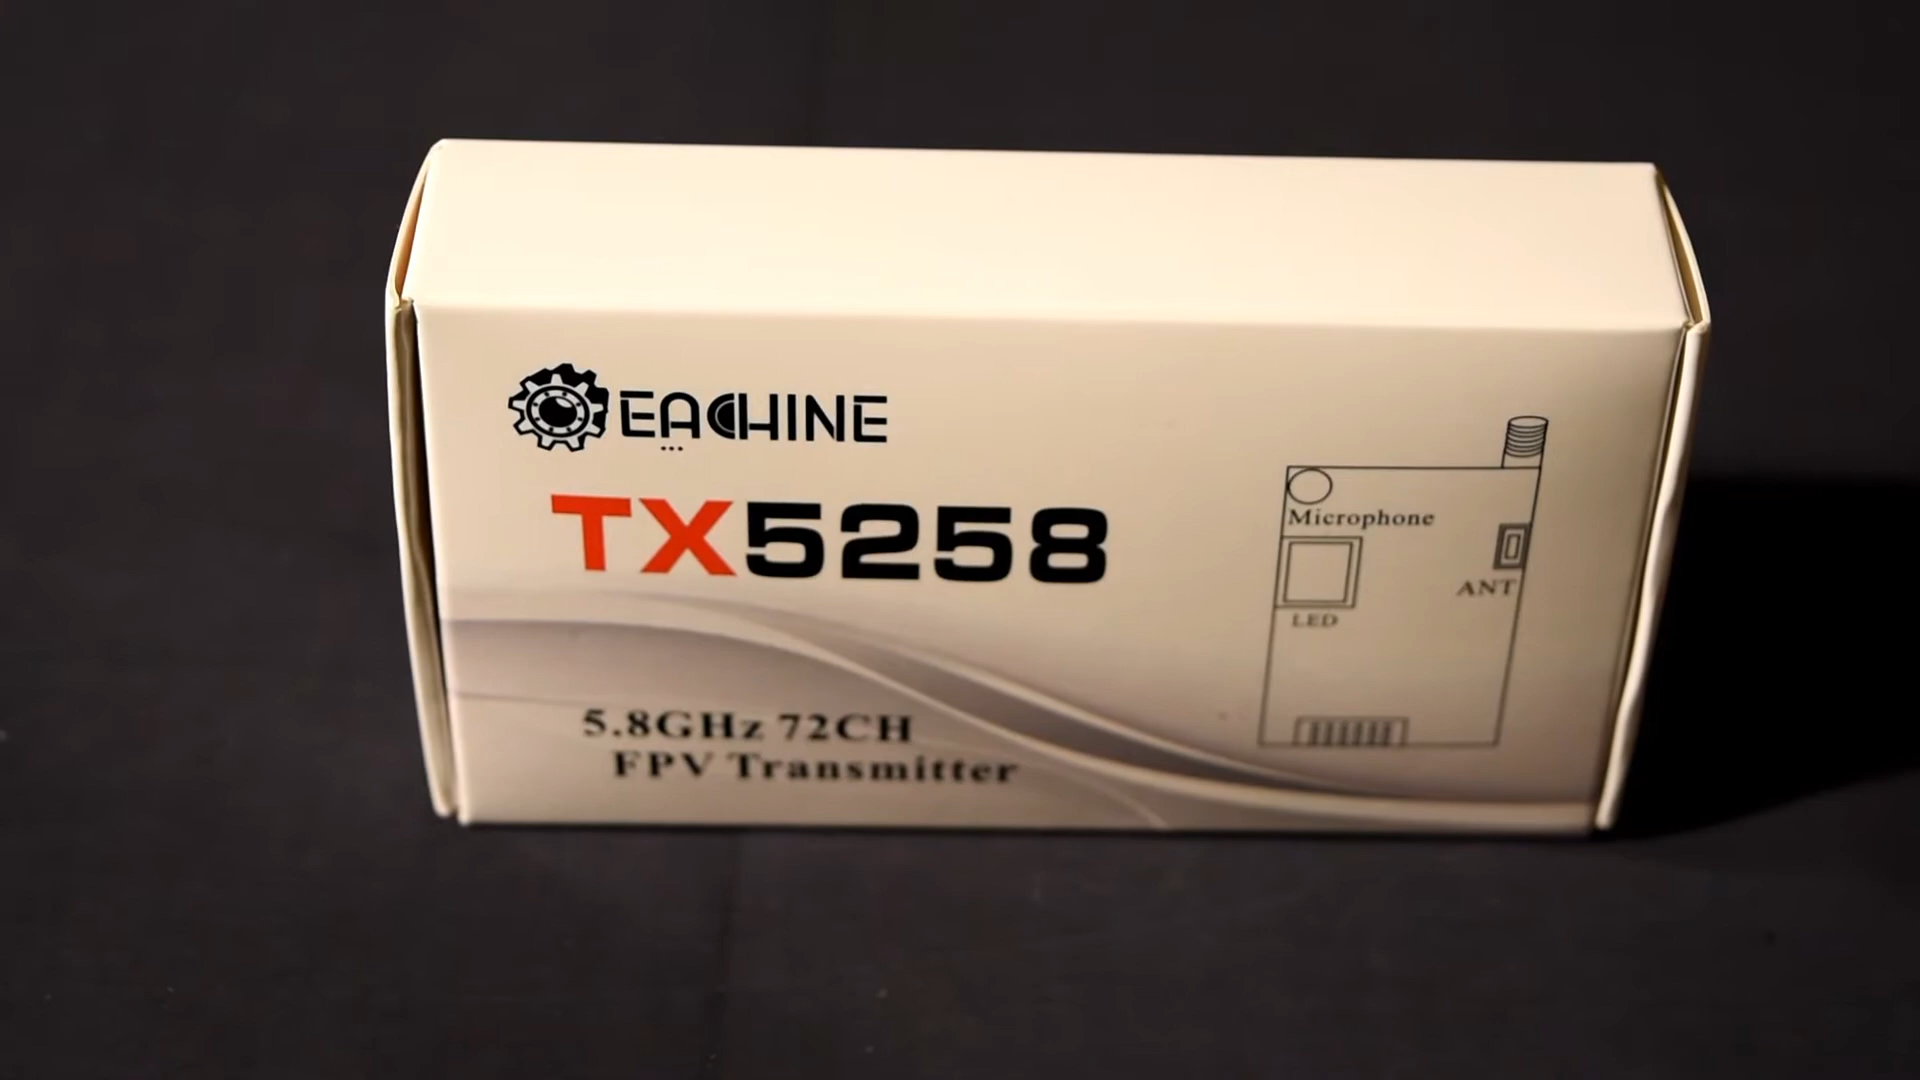 EACHINE
TX5258
5.8GHz 72CH
FPV Transmitter
Microphone
ANT
LED